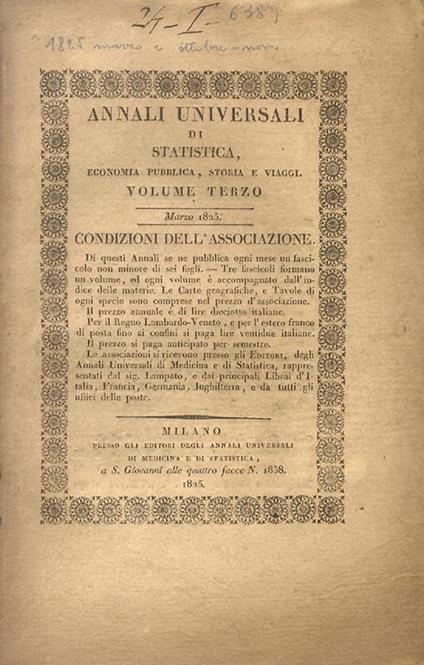 24-I-6389
1825 marzo e ottobre-nov.
ANNALI UNIVERSALI
DI
STATISTICA,
ECONOMIA PUBBLICA, STORIA E VIAGGI.
VOLUME TERZO
Marzo 1825.
CONDIZIONI DELL'ASSOCIAZIONE.
Di questi Annali se ne pubblica ogni mese un fasci-
colo non minore di sei fogli. — Tre fascicoli formano
un volume, ed ogni volume è accompagnato dall'in-
dice delle materie. Le Carte geografiche, e Tavole di
ogni specie sono comprese nel prezzo d'associazione.
Il prezzo annuale è di lire dieciotto italiane.
Per il Regno Lombardo-Veneto, e per l'estero franco
di posta fino ai confini si paga lire ventidue italiane.
Il prezzo si paga anticipato per semestre.
Le associazioni si ricevono presso gli EDITORI, degli
Annali Universali di Medicina e di Statistica, rappre-
sentati dal sig. Lampato, e dai principali Librai d'I-
talia, Francia, Germania, Inghilterra, e da tutti gli
uffici delle poste.
MILANO
PRESSO GLI EDITORI DEGLI ANNALI UNIVERSALI
DI MEDICINA E DI STATISTICA,
a S. Giovanni alle quattro facce N. 1838.
1825.